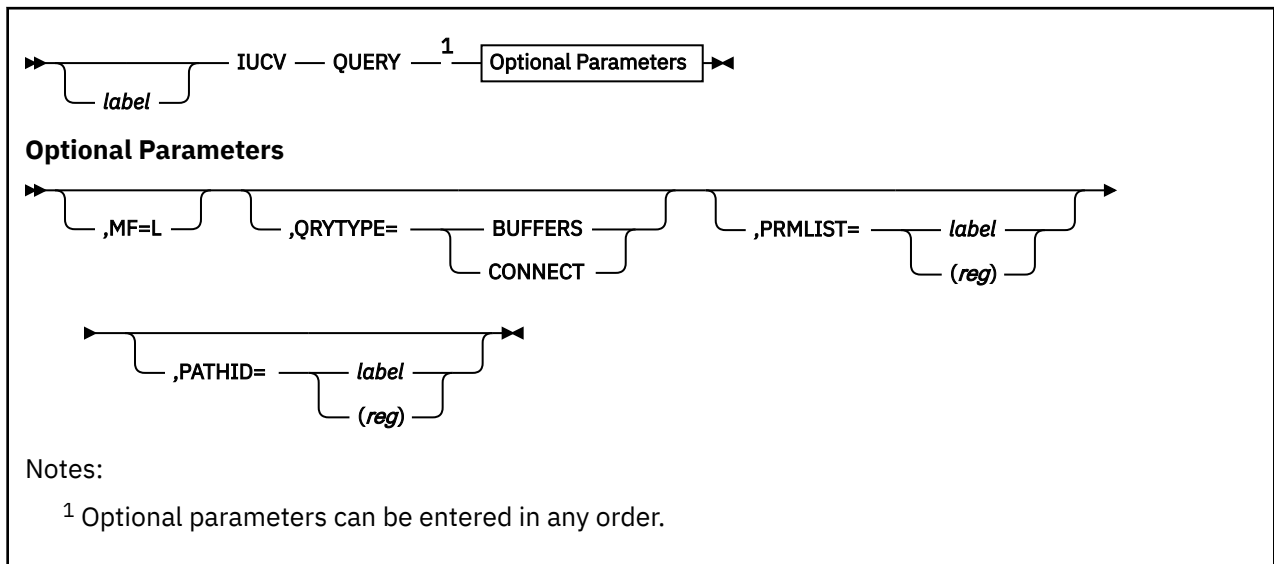 1
IUCV QUERY Optional Parameters
label
Optional Parameters
,MF=L ,QRYTYPE= BUFFERS ,PRMLIST= label
CONNECT (reg)
,PATHID= label
(reg)
Notes:
1 Optional parameters can be entered in any order.